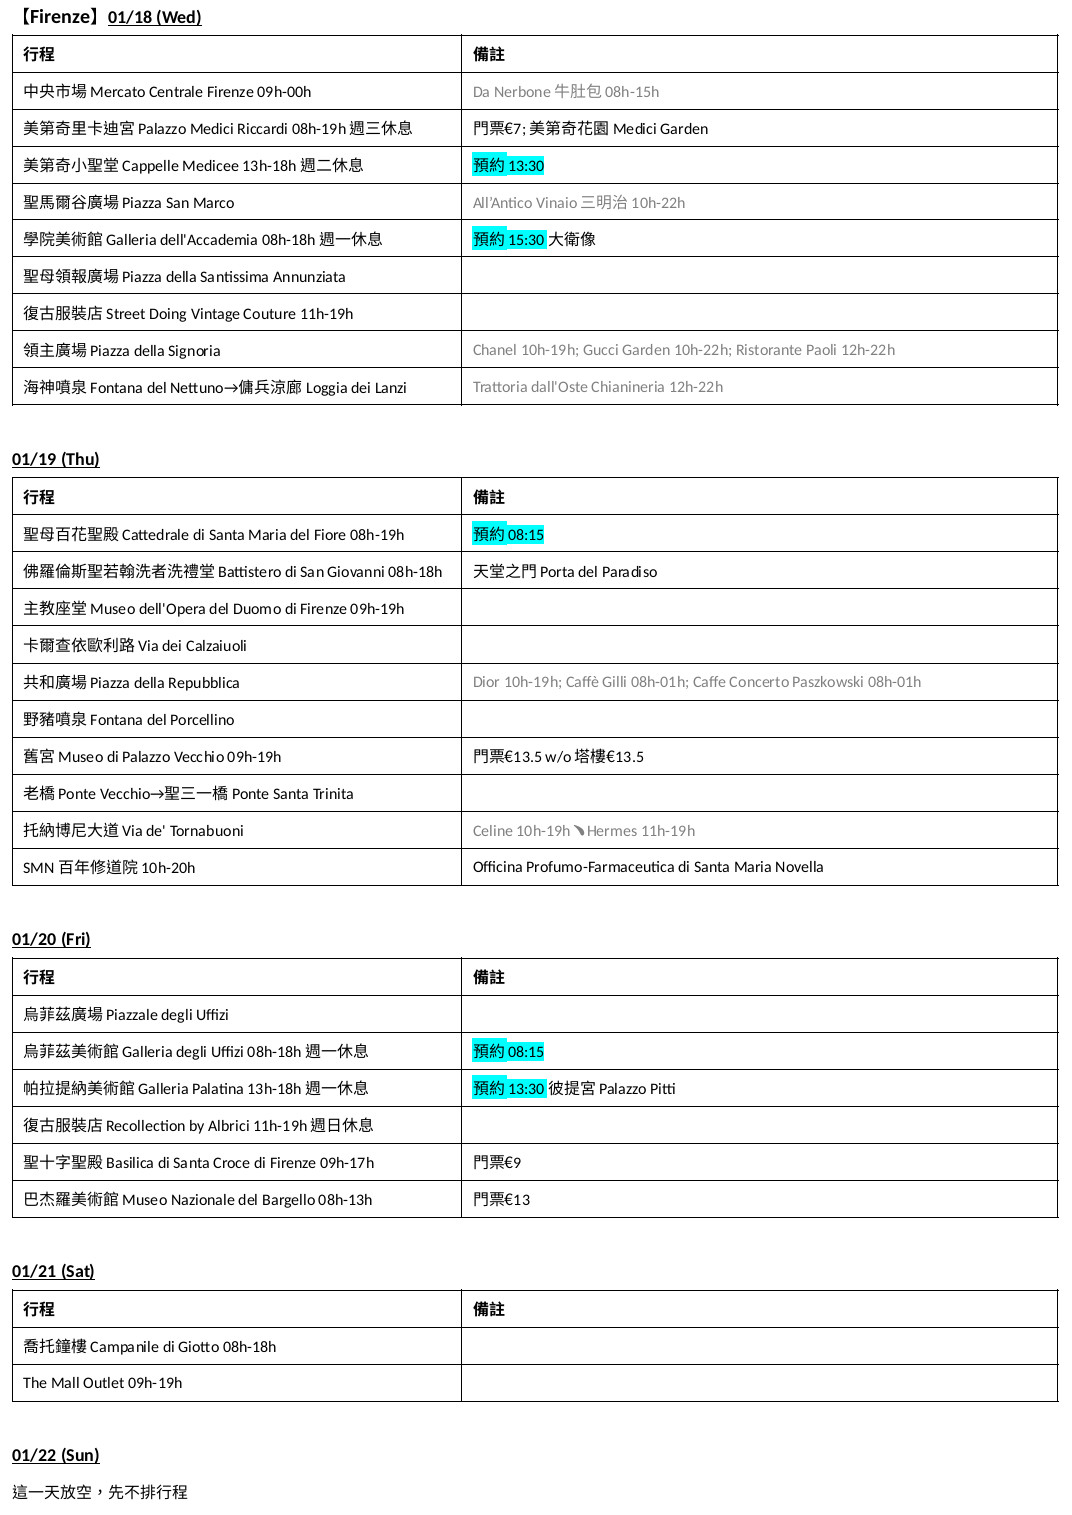 【Firenze】01/18 (Wed)
行程 備註
中央市場 Mercato Centrale Firenze 09h-00h Da Nerbone 牛肚包 08h-15h
美第奇里卡迪宮 Palazzo Medici Riccardi 08h-19h 週三休息 門票€7; 美第奇花園 Medici Garden
美第奇小聖堂 Cappelle Medicee 13h-18h 週二休息 預約 13:30
聖馬爾谷廣場 Piazza San Marco All'Antico Vinaio 三明治 10h-22h
學院美術館 Galleria dell'Accademia 08h-18h 週一休息 預約 15:30 大衛像
聖母領報廣場 Piazza della Santissima Annunziata
復古服裝店 Street Doing Vintage Couture 11h-19h
領主廣場 Piazza della Signoria Chanel 10h-19h; Gucci Garden 10h-22h; Ristorante Paoli 12h-22h
海神噴泉 Fontana del Nettuno→傭兵涼廊 Loggia dei Lanzi Trattoria dall'Oste Chianineria 12h-22h
01/19 (Thu)
行程 備註
聖母百花聖殿 Cattedrale di Santa Maria del Fiore 08h-19h 預約 08:15
佛羅倫斯聖若翰洗者洗禮堂 Battistero di San Giovanni 08h-18h 天堂之門 Porta del Paradiso
主教座堂 Museo dell'Opera del Duomo di Firenze 09h-19h
卡爾查依歐利路 Via dei Calzaiuoli
共和廣場 Piazza della Repubblica Dior 10h-19h; Caffè Gilli 08h-01h; Caffe Concerto Paszkowski 08h-01h
野豬噴泉 Fontana del Porcellino
舊宮 Museo di Palazzo Vecchio 09h-19h 門票€13.5 w/o 塔樓€13.5
老橋 Ponte Vecchio→聖三一橋 Ponte Santa Trinita
托納博尼大道 Via de' Tornabuoni Celine 10h-19h﹅Hermes 11h-19h
SMN 百年修道院 10h-20h Officina Profumo-Farmaceutica di Santa Maria Novella
01/20 (Fri)
行程 備註
烏菲茲廣場 Piazzale degli Uffizi
烏菲茲美術館 Galleria degli Uffizi 08h-18h 週一休息 預約 08:15
帕拉提納美術館 Galleria Palatina 13h-18h 週一休息 預約 13:30 彼提宮 Palazzo Pitti
復古服裝店 Recollection by Albrici 11h-19h 週日休息
聖十字聖殿 Basilica di Santa Croce di Firenze 09h-17h 門票€9
巴杰羅美術館 Museo Nazionale del Bargello 08h-13h 門票€13
01/21 (Sat)
行程 備註
喬托鐘樓 Campanile di Giotto 08h-18h
The Mall Outlet 09h-19h
01/22 (Sun)
這一天放空，先不排行程